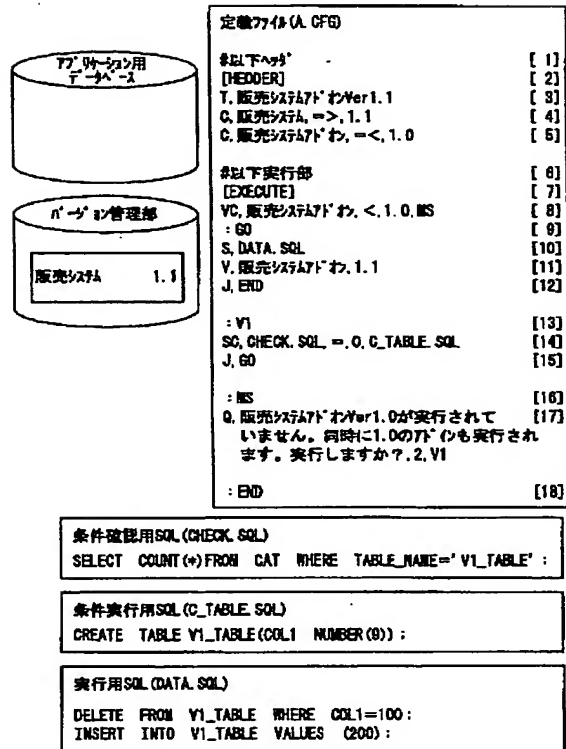 アプリケーション用
データベース
バージョン管理部
販売システム 1.1
定義ファイル(A.CFG)
#以下ヘッダ [ 1]
[HEDDER] [ 2]
T,販売システムアドオンVer1.1 [ 3]
C,販売システム,=>,1.1 [ 4]
C,販売システムアドオン,=<,1.0 [ 5]
#以下実行部 [ 6]
[EXECUTE] [ 7]
VC,販売システムアドオン,<,1.0,MS [ 8]
:GO [ 9]
S,DATA.SQL [10]
V,販売システムアドオン,1.1 [11]
J,END [12]
:V1 [13]
SC,CHECK.SQL,=,0,C_TABLE.SQL [14]
J,GO [15]
:MS [16]
Q,販売システムアドオンVer1.0が実行されて [17]
いません。同時に1.0のアドインも実行され
ます。実行しますか?,2,V1
:END [18]
条件確認用SQL(CHECK.SQL)
SELECT COUNT(*)FROM CAT WHERE TABLE_NAME='V1_TABLE';
条件実行用SQL(C_TABLE.SQL)
CREATE TABLE V1_TABLE(COL1 NUMBER(9));
実行用SQL(DATA.SQL)
DELETE FROM V1_TABLE WHERE COL1=100;
INSERT INTO V1_TABLE VALUES (200);